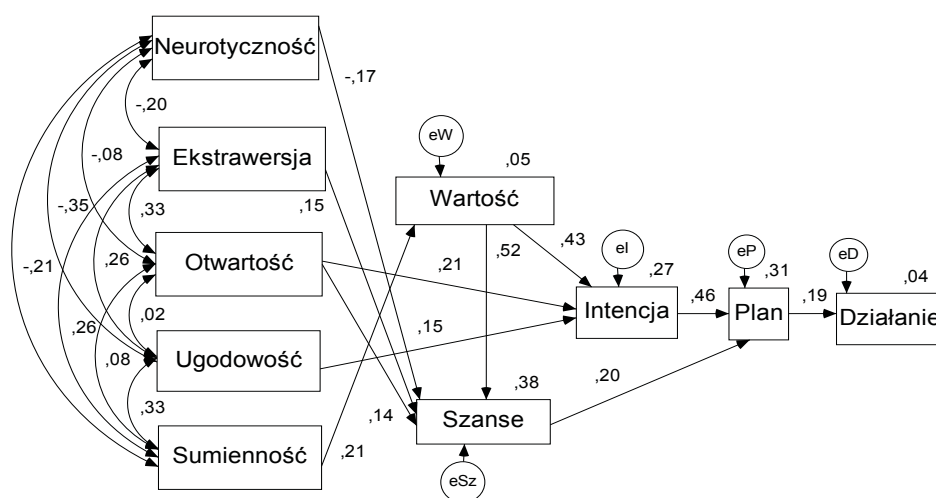 Neurotyczność
-,17
-,20
eW
,05
Ekstrawersja
-,08
Wartość
-,35
,33
,15
,43
eI
,27
eP
,31
eD
,04
-,21
,26
Otwartość
,21
,52
Intencja
,46
Plan
,19
Działanie
,26
,02
,15
,08
Ugodowość
,38
,20
,33
,14
Szanse
Sumienność
,21
eSz